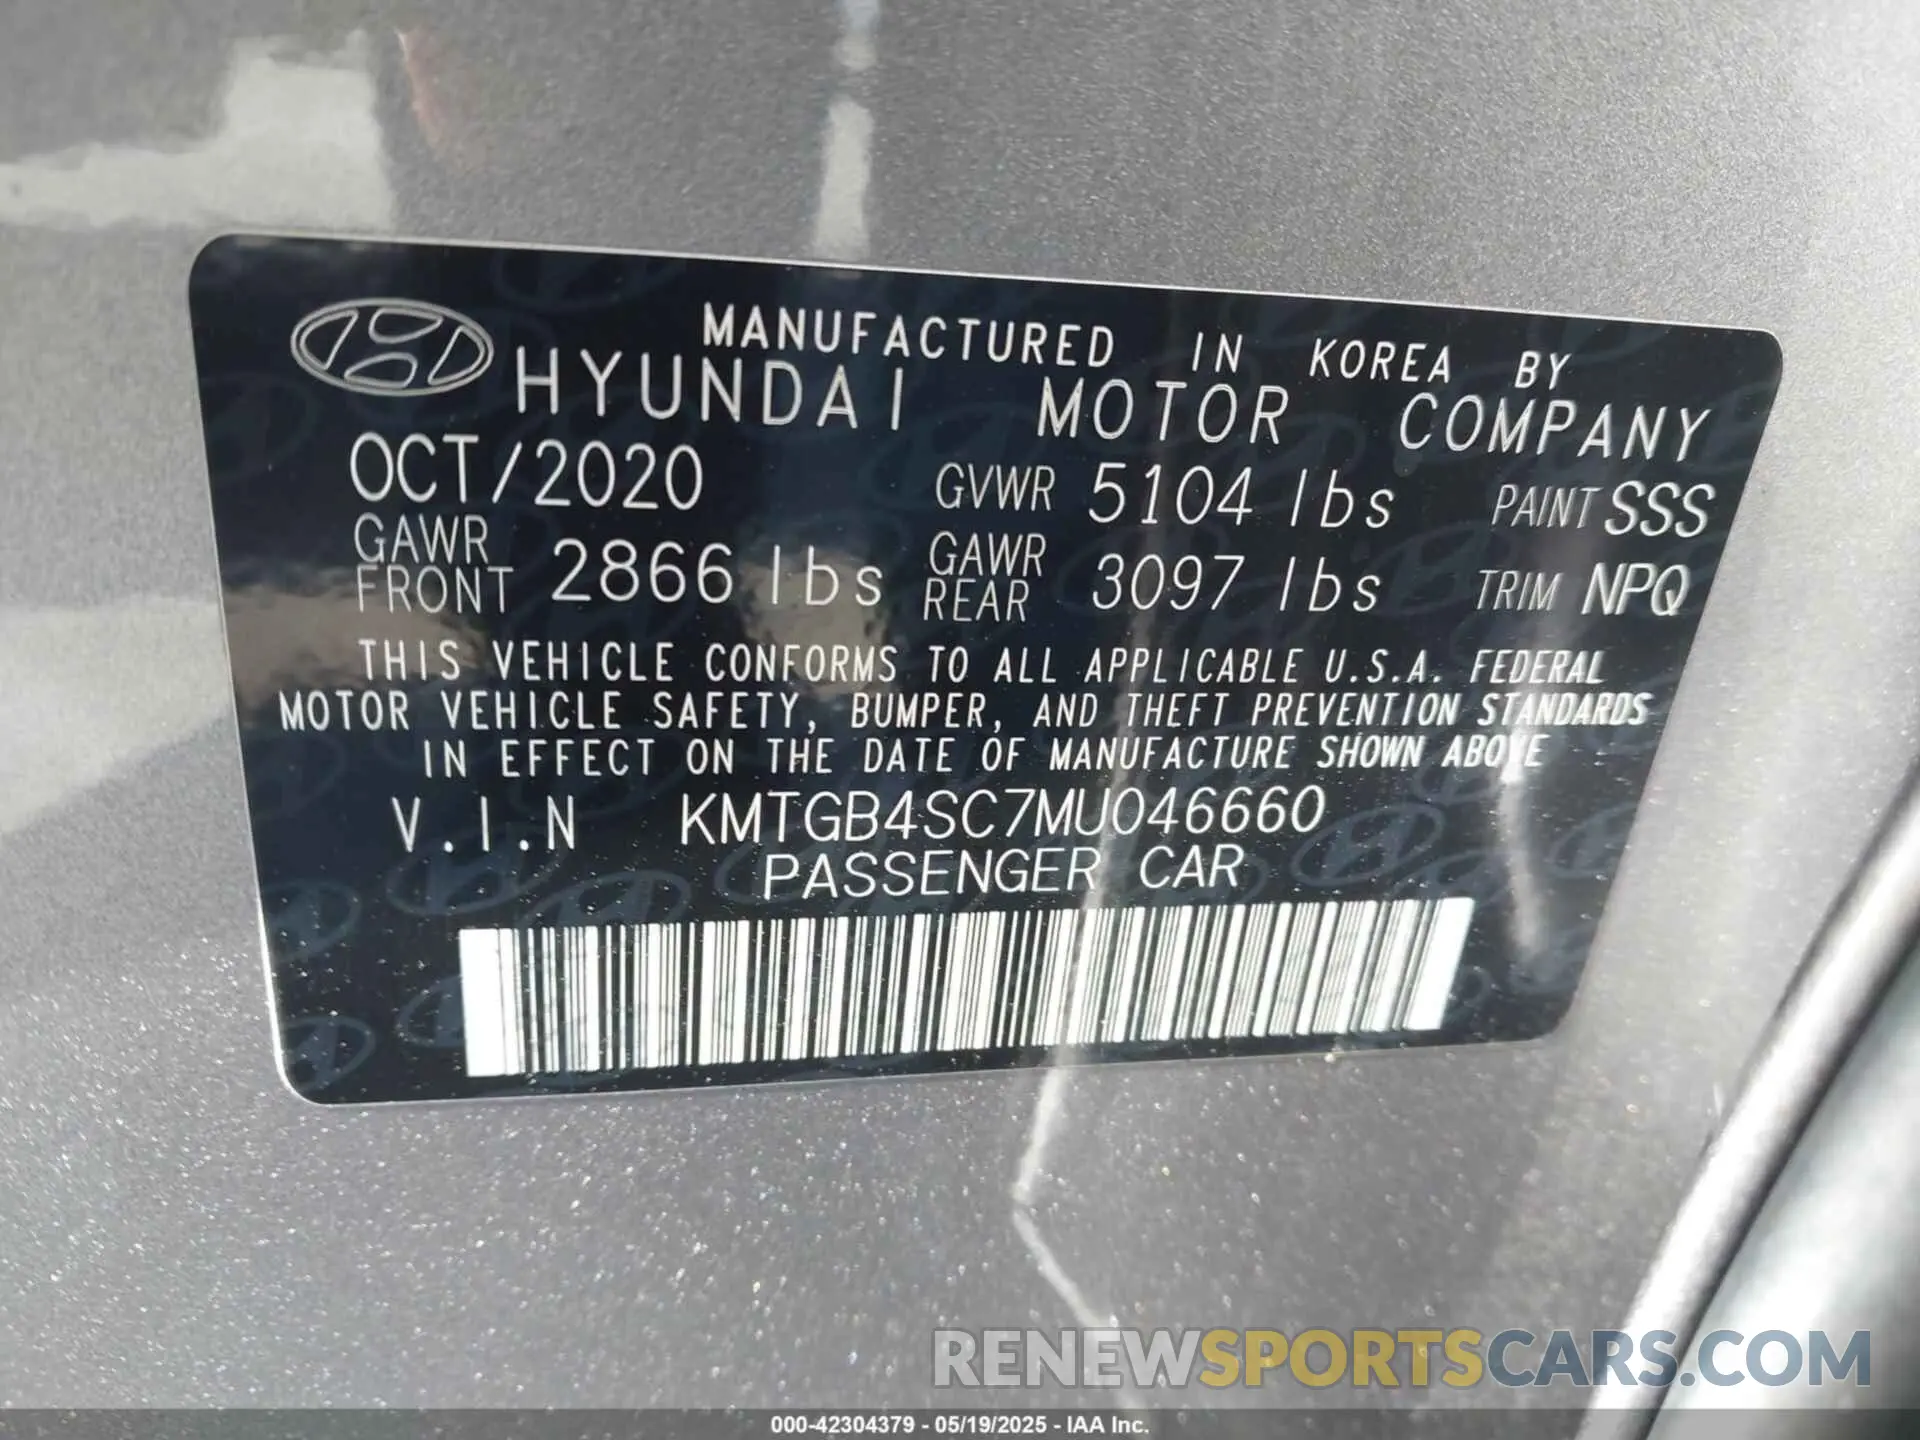 MANUFACTURED IN KOREA BY
HYUNDAI MOTOR COMPANY
OCT/2020 GVWR 5104 lbs PAINT SSS
GAWR FRONT 2866 lbs GAWR REAR 3097 lbs TRIM NPQ
THIS VEHICLE CONFORMS TO ALL APPLICABLE U.S.A. FEDERAL
MOTOR VEHICLE SAFETY, BUMPER, AND THEFT PREVENTION STANDARDS
IN EFFECT ON THE DATE OF MANUFACTURE SHOWN ABOVE
V.I.N KMTGB4SC7MU046660
PASSENGER CAR
RENEWSPORTSCARS.COM
000-42304379 - 05/19/2025 - IAA Inc.